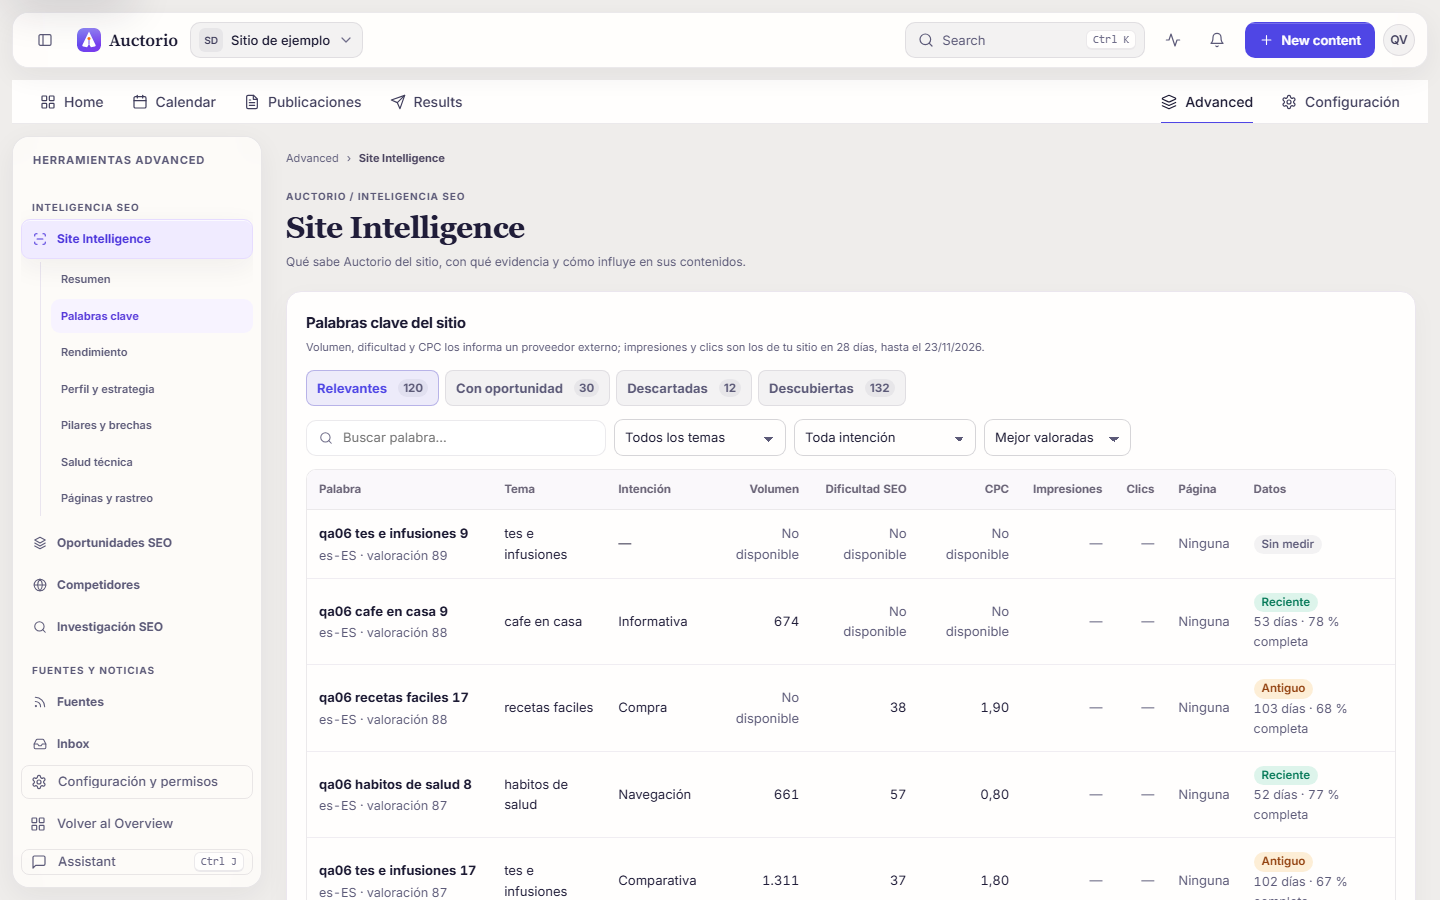 Auctorio
SD Sitio de ejemplo
Search Ctrl K
+ New content
QV
Home
Calendar
Publicaciones
Results
Advanced
Configuración
HERRAMIENTAS ADVANCED
INTELIGENCIA SEO
Site Intelligence
Resumen
Palabras clave
Rendimiento
Perfil y estrategia
Pilares y brechas
Salud técnica
Páginas y rastreo
Oportunidades SEO
Competidores
Investigación SEO
FUENTES Y NOTICIAS
Fuentes
Inbox
Configuración y permisos
Volver al Overview
Assistant Ctrl J
Advanced › Site Intelligence
AUCTORIO / INTELIGENCIA SEO
Site Intelligence
Qué sabe Auctorio del sitio, con qué evidencia y cómo influye en sus contenidos.
Palabras clave del sitio
Volumen, dificultad y CPC los informa un proveedor externo; impresiones y clics son los de tu sitio en 28 días, hasta el 23/11/2026.
Relevantes 120
Con oportunidad 30
Descartadas 12
Descubiertas 132
Buscar palabra...
Todos los temas
Toda intención
Mejor valoradas
Palabra Tema Intención Volumen Dificultad SEO CPC Impresiones Clics Página Datos
qa06 tes e infusiones 9
es-ES · valoración 89
tes e
infusiones
—
No
disponible
No
disponible
No
disponible
— — Ninguna
Sin medir
qa06 cafe en casa 9
es-ES · valoración 88
cafe en casa
Informativa
674
No
disponible
No
disponible
— — Ninguna
Reciente
53 días · 78 %
completa
qa06 recetas faciles 17
es-ES · valoración 88
recetas faciles
Compra
No
disponible
38
1,90
— — Ninguna
Antiguo
103 días · 68 %
completa
qa06 habitos de salud 8
es-ES · valoración 87
habitos de
salud
Navegación
661
57
0,80
— — Ninguna
Reciente
52 días · 77 %
completa
qa06 tes e infusiones 17
es-ES · valoración 87
tes e
infusiones
Comparativa
1.311
37
1,80
— — Ninguna
Antiguo
102 días · 67 %